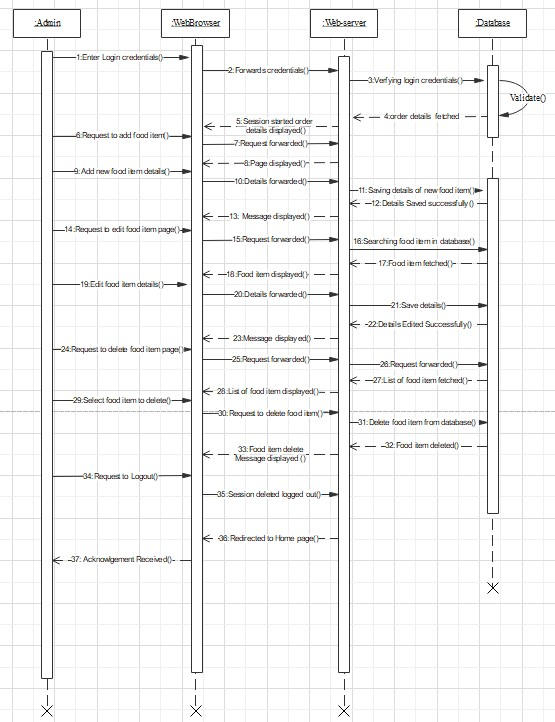 :Admin
:WebBrowser
:Web-server
:Database
1:Enter Login credentials()
2:Forwards credentials()
3:Verfying login credentials()
Validate()
4:order details fetched
5:Session started order
details displayed()
6:Request to add food item()
7:Request forwarded()
8:Page displayed()
9:Add new food item details()
10:Details forwarded()
11:Saving details of new food item()
12:Details Saved successfully()
13: Message displayed()
14:Request to edit food item page()
15:Request forwarded()
16:Searching food item in database()
17:Food item fetched()
18:Food item displayed()
19:Edit food item details()
20:Details forwarded()
21:Save details()
22:Details Edited Successfully()
23:Message displayed()
24:Request to delete food item page()
25:Request forwarded()
26:Request forwarded()
27:List of food item fetched()
28:List of food item displayed()
29:Select food item to delete()
30:Request to delete food item()
31:Delete food item from database()
32:Food item deleted()
33:Food item delete
Message displayed ()
34:Request to Logout()
35:Session deleted logged out()
36:Redirected to Home page()
37: Acknowlgement Received()